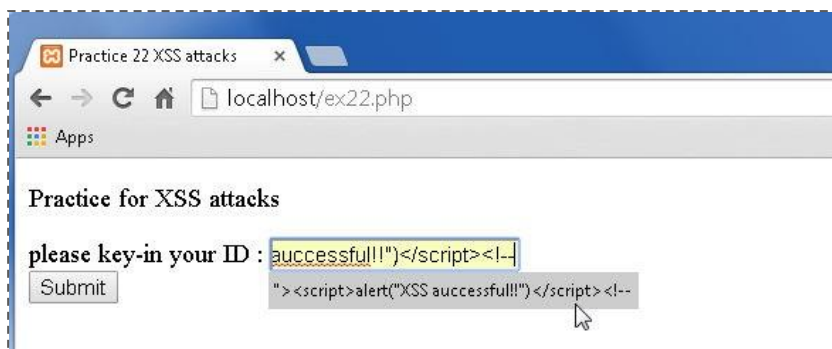 Practice 22 XSS attacks
localhost/ex22.php
Apps
Practice for XSS attacks
please key-in your ID : auccessful!!")</script><!--
Submit
"><script>alert("XSS auccessful!!")</script><!--